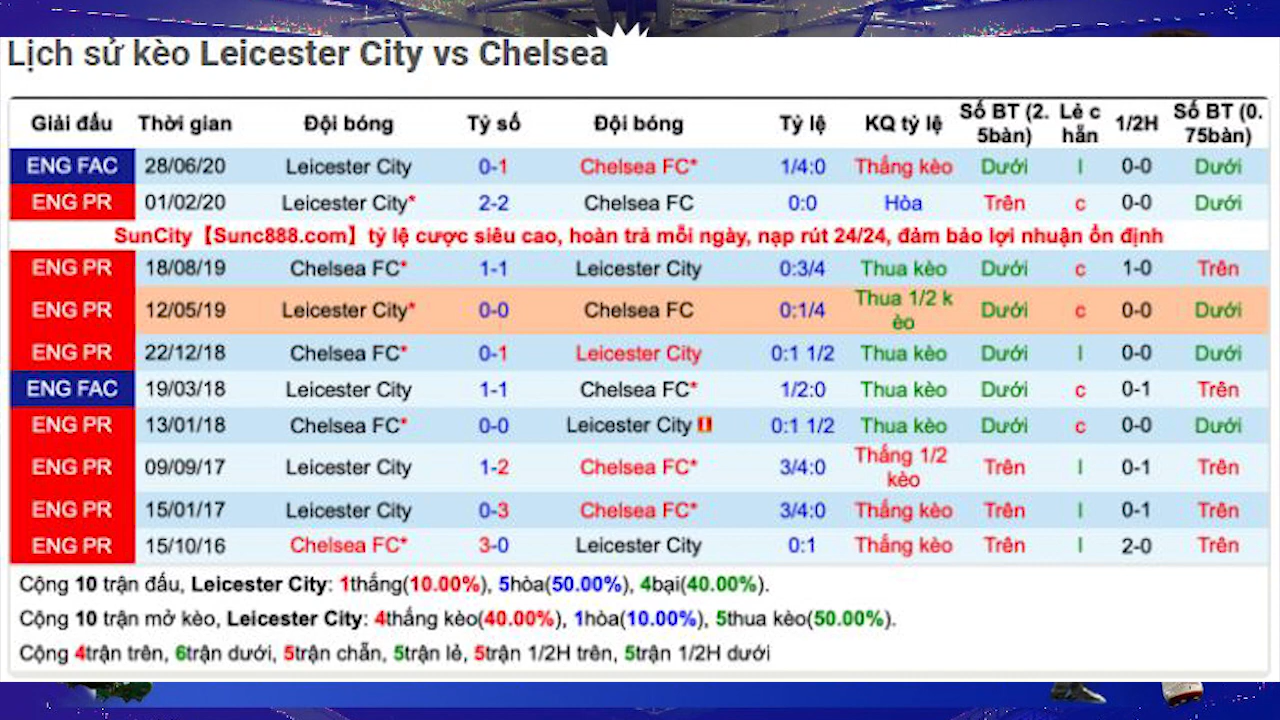 Lịch sử kèo Leicester City vs Chelsea
Giải đấu Thời gian Đội bóng Tỷ số Đội bóng Tỷ lệ KQ tỷ lệ Số BT (2.5bàn) Lẻ chẵn 1/2H Số BT (0.75bàn)
ENG FAC 28/06/20 Leicester City 0-1 Chelsea FC* 1/4:0 Thắng kèo Dưới l 0-0 Dưới
ENG PR 01/02/20 Leicester City* 2-2 Chelsea FC 0:0 Hòa Trên c 0-0 Dưới
SunCity【Sunc888.com】tỷ lệ cược siêu cao, hoàn trả mỗi ngày, nạp rút 24/24, đảm bảo lợi nhuận ổn định
ENG PR 18/08/19 Chelsea FC* 1-1 Leicester City 0:3/4 Thua kèo Dưới c 1-0 Trên
ENG PR 12/05/19 Leicester City* 0-0 Chelsea FC 0:1/4 Thua 1/2 kèo Dưới c 0-0 Dưới
ENG PR 22/12/18 Chelsea FC* 0-1 Leicester City 0:1 1/2 Thua kèo Dưới l 0-0 Dưới
ENG FAC 19/03/18 Leicester City 1-1 Chelsea FC* 1/2:0 Thua kèo Dưới c 0-1 Trên
ENG PR 13/01/18 Chelsea FC* 0-0 Leicester City 0:1 1/2 Thua kèo Dưới c 0-0 Dưới
ENG PR 09/09/17 Leicester City 1-2 Chelsea FC* 3/4:0 Thắng 1/2 kèo Trên l 0-1 Trên
ENG PR 15/01/17 Leicester City 0-3 Chelsea FC* 3/4:0 Thắng kèo Trên l 0-1 Trên
ENG PR 15/10/16 Chelsea FC* 3-0 Leicester City 0:1 Thắng kèo Trên l 2-0 Trên
Cộng 10 trận đấu, Leicester City: 1thắng(10.00%), 5hòa(50.00%), 4bại(40.00%).
Cộng 10 trận mở kèo, Leicester City: 4thắng kèo(40.00%), 1hòa(10.00%), 5thua kèo(50.00%).
Cộng 4trận trên, 6trận dưới, 5trận chẵn, 5trận lẻ, 5trận 1/2H trên, 5trận 1/2H dưới